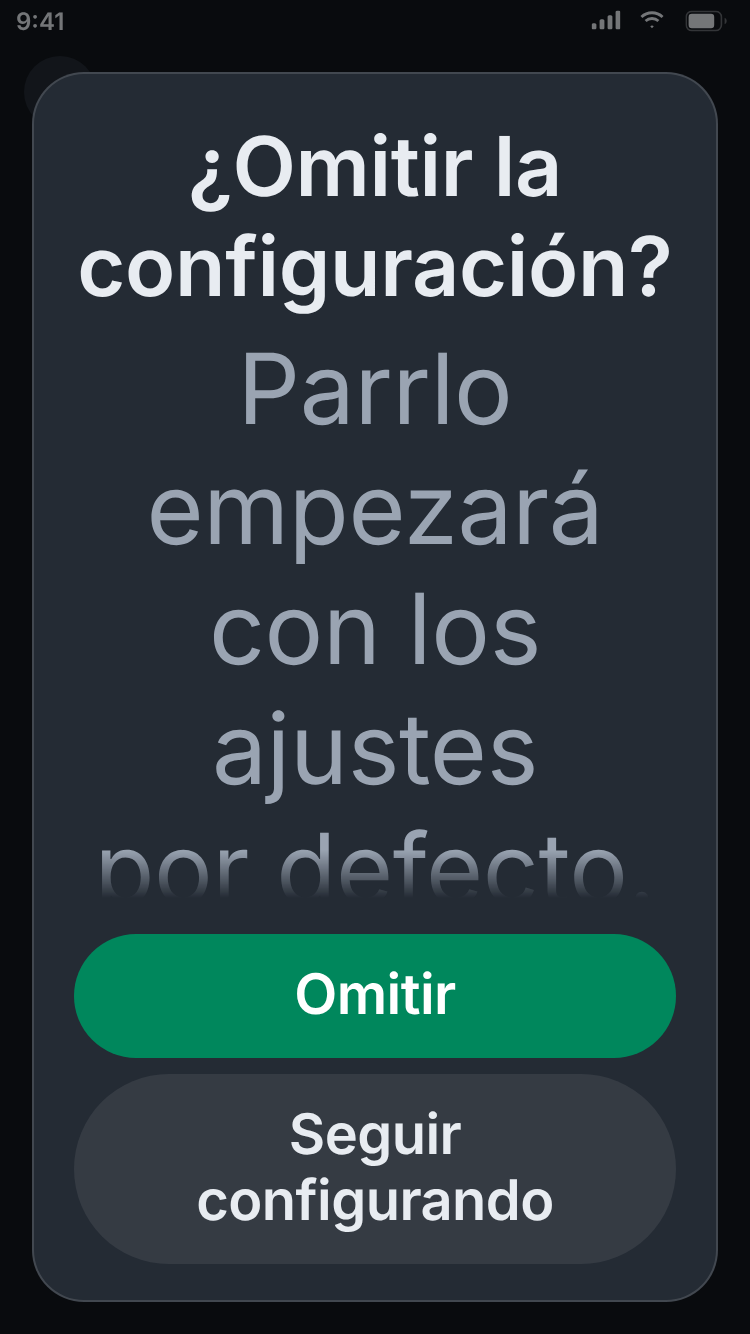 9:41
¿Omitir la
configuración?
Parrlo
empezará
con los
ajustes
por defecto.
Omitir
Seguir
configurando